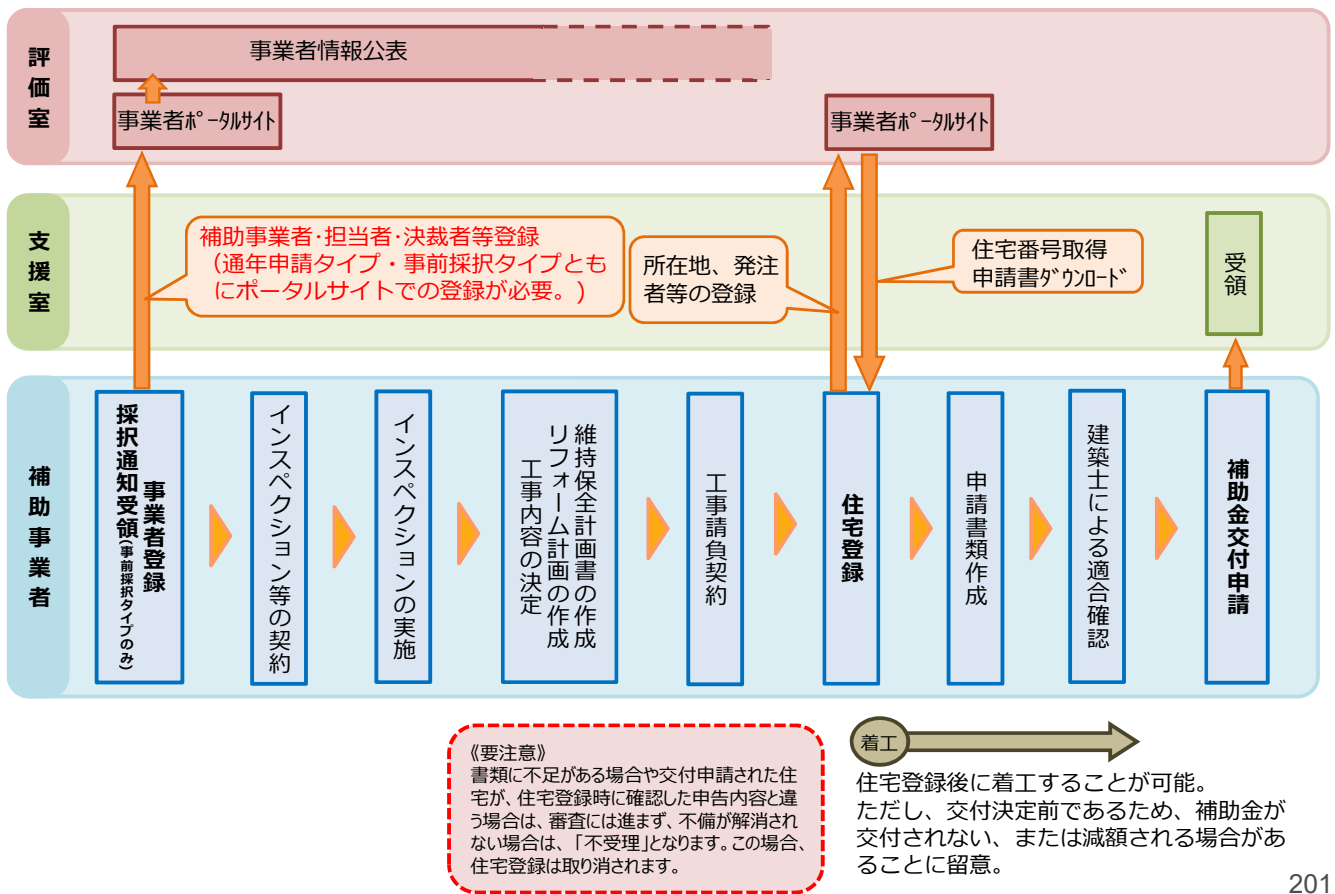 評価室
事業者情報公表
事業者ﾎﾟｰﾀﾙｻｲﾄ
事業者ﾎﾟｰﾀﾙｻｲﾄ
支援室
補助事業者･担当者･決裁者等登録
（通年申請タイプ・事前採択タイプとも
にポータルサイトでの登録が必要。)
所在地、発注
者等の登録
住宅番号取得
申請書ﾀﾞｳﾝﾛｰﾄﾞ
受領
補助事業者
事業者登録
採択通知受領(事前採択タイプのみ)
インスペクション等の契約
インスペクションの実施
維持保全計画書の作成
リフォーム計画の作成
工事内容の決定
工事請負契約
住宅登録
申請書類作成
建築士による適合確認
補助金交付申請
《要注意》
書類に不足がある場合や交付申請された住
宅が、住宅登録時に確認した申告内容と違
う場合は、審査には進まず、不備が解消され
ない場合は、「不受理」となります。この場合、
住宅登録は取り消されます。
着工
住宅登録後に着工することが可能。
ただし、交付決定前であるため、補助金が
交付されない、または減額される場合があ
ることに留意。
201